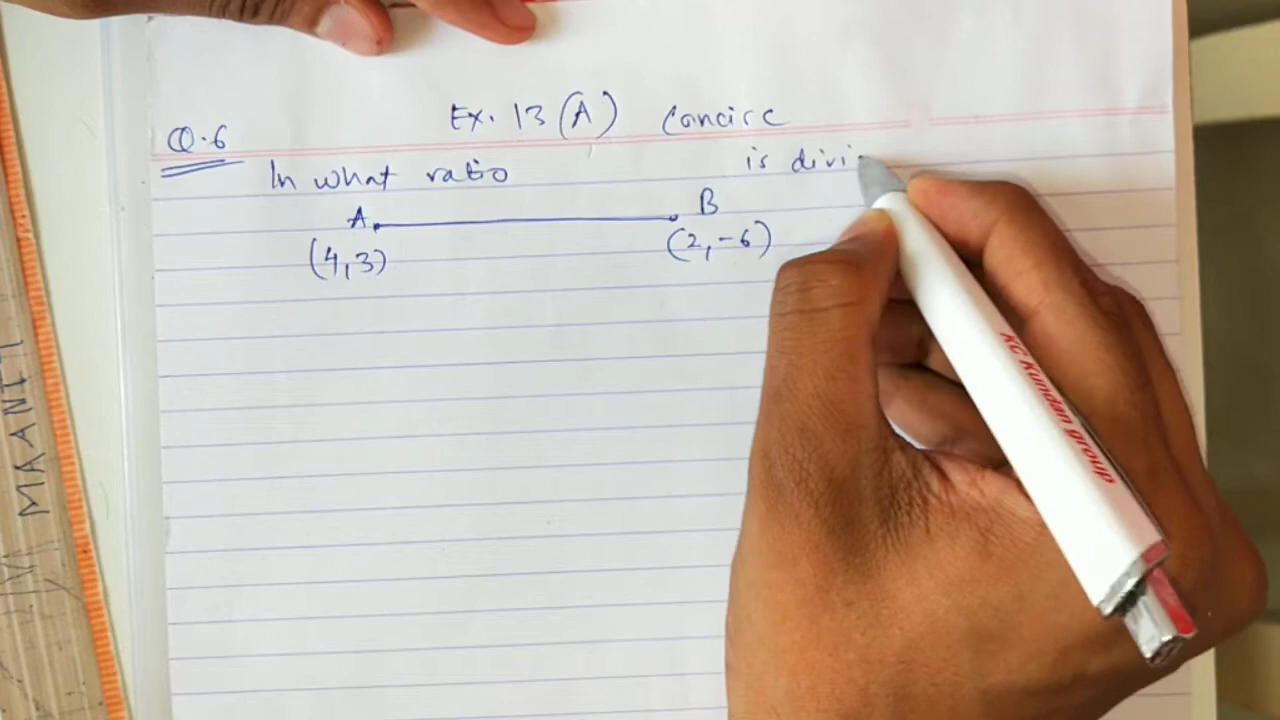 Ex. 13 (A) Concise
Q.6
In what ratio is divi
A B
(4,3) (2,-6)
KC Kundan group
MAANI